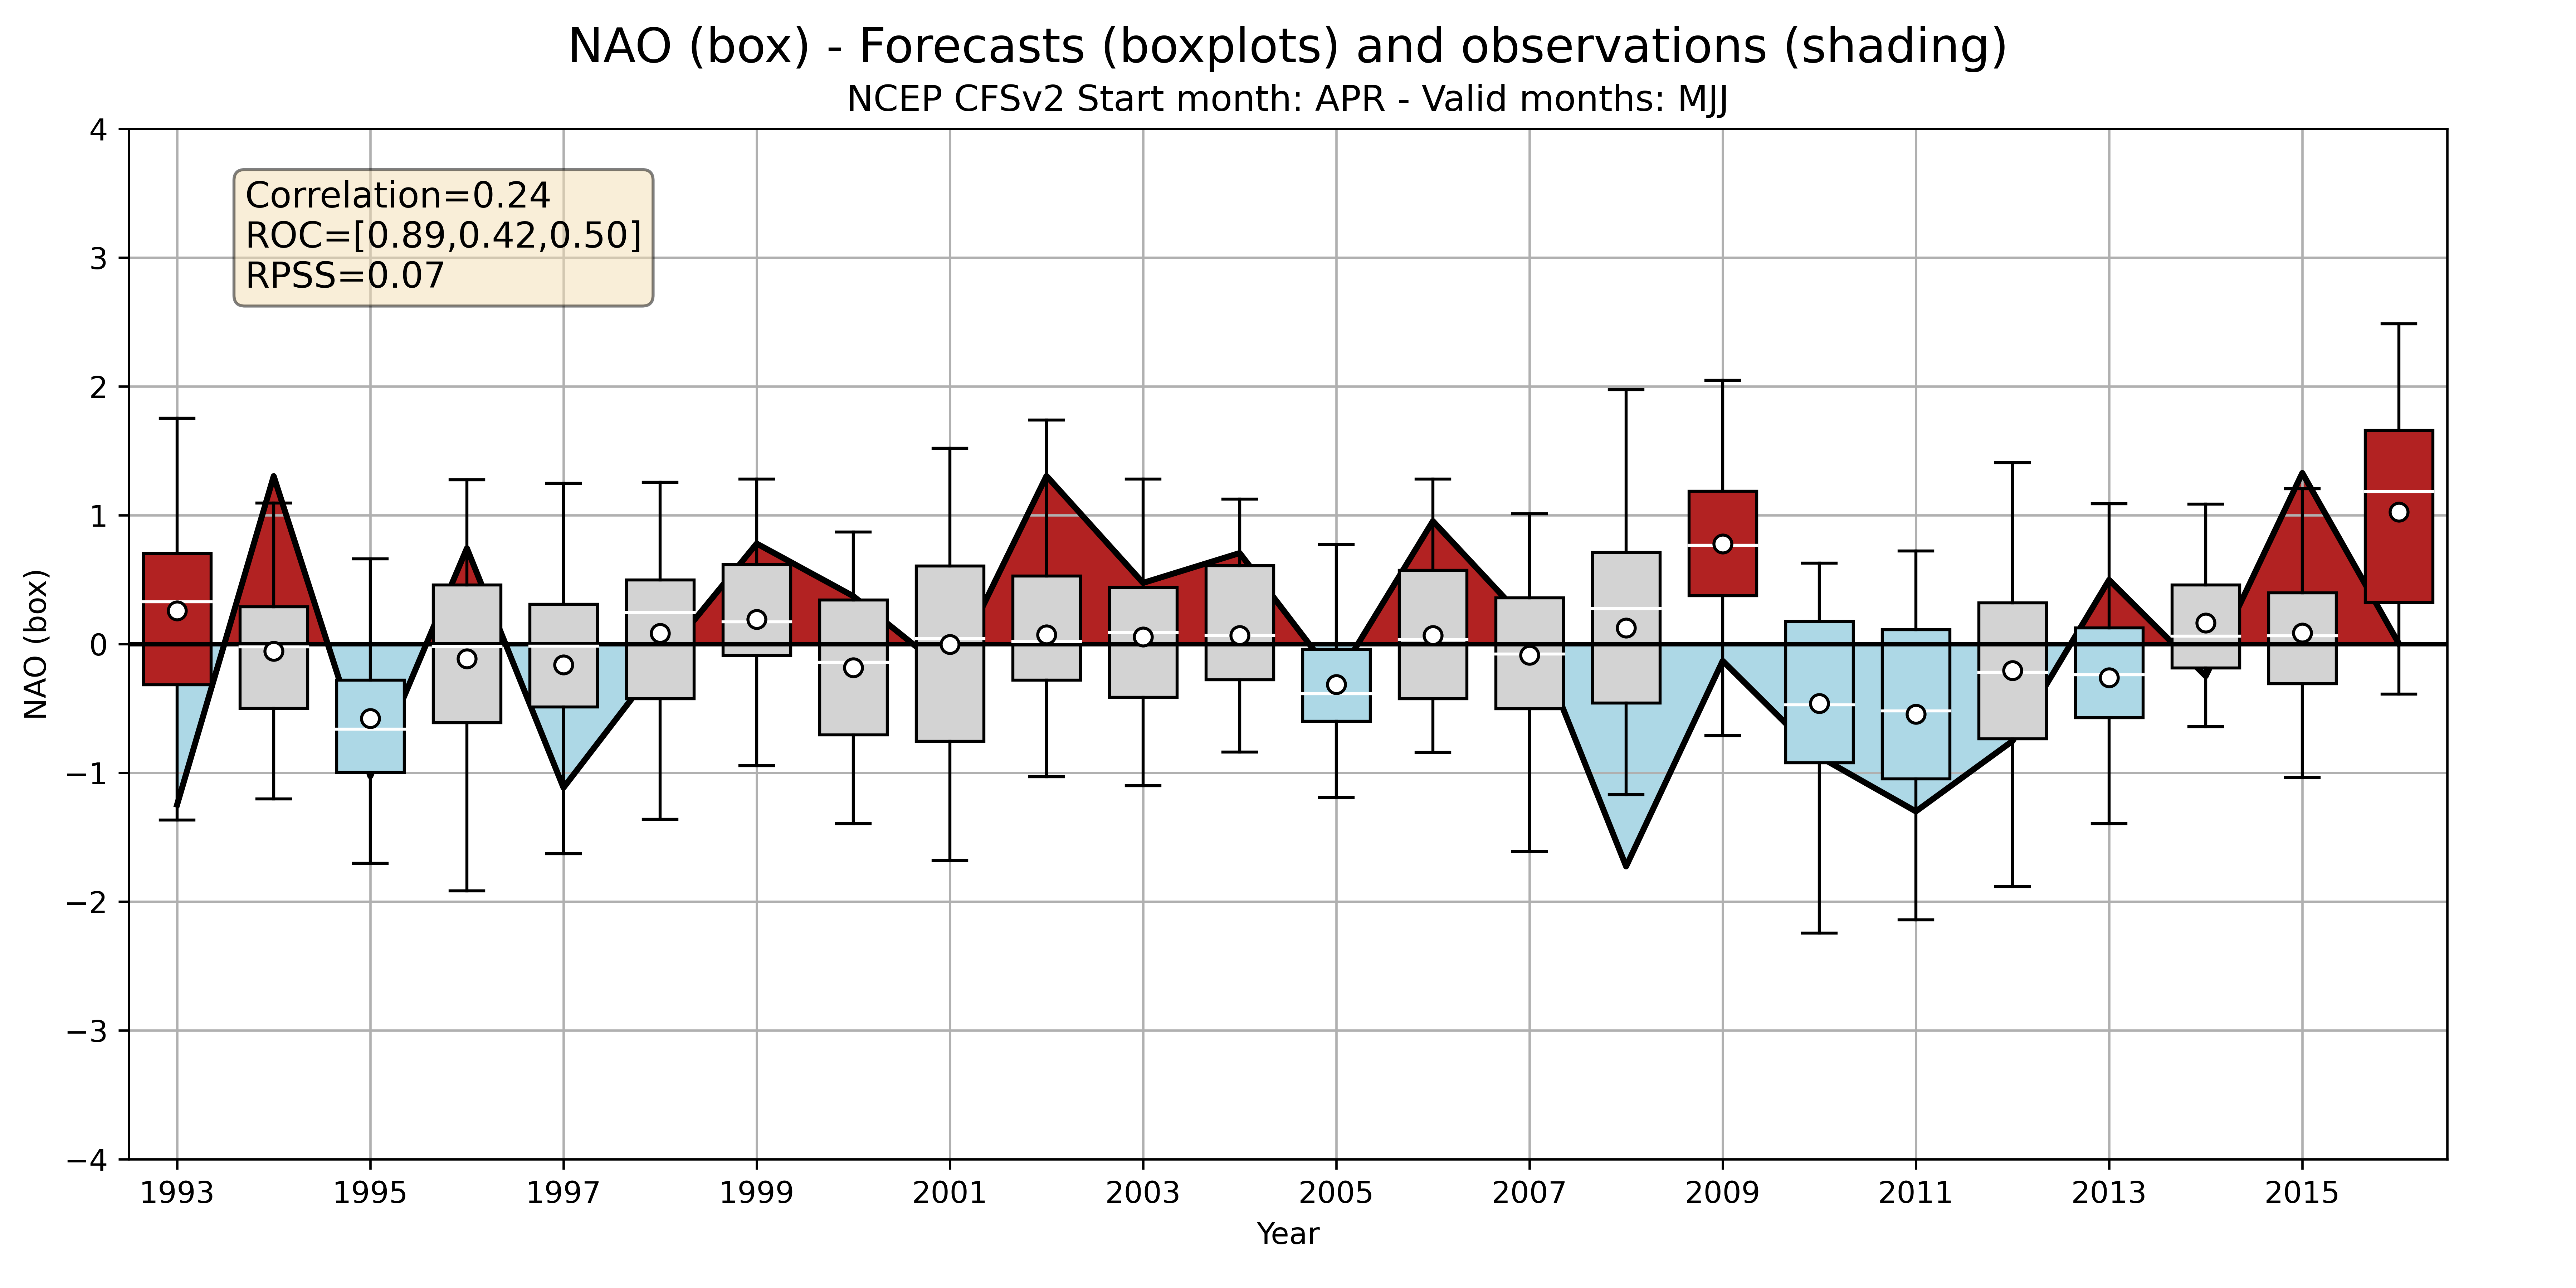 NAO (box) - Forecasts (boxplots) and observations (shading)
NCEP CFSv2 Start month: APR - Valid months: MJJ
Correlation=0.24
ROC=[0.89,0.42,0.50]
RPSS=0.07
NAO (box)
4
3
2
1
0
−1
−2
−3
−4
1993 1995 1997 1999 2001 2003 2005 2007 2009 2011 2013 2015
Year